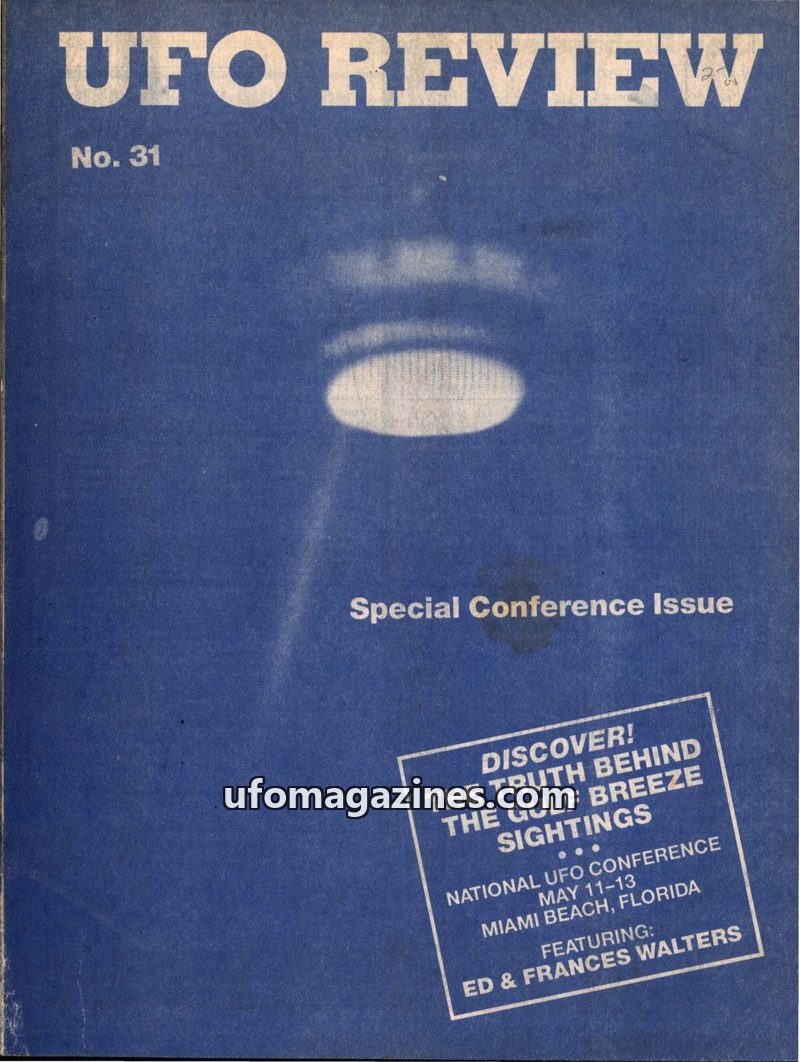 UFO REVIEW
No. 31
Special Conference Issue
DISCOVER!
TRUTH BEHIND
ufomagazines.com
THE GULF BREEZE
SIGHTINGS
• • •
NATIONAL UFO CONFERENCE
MAY 11–13
MIAMI BEACH, FLORIDA
FEATURING:
ED & FRANCES WALTERS